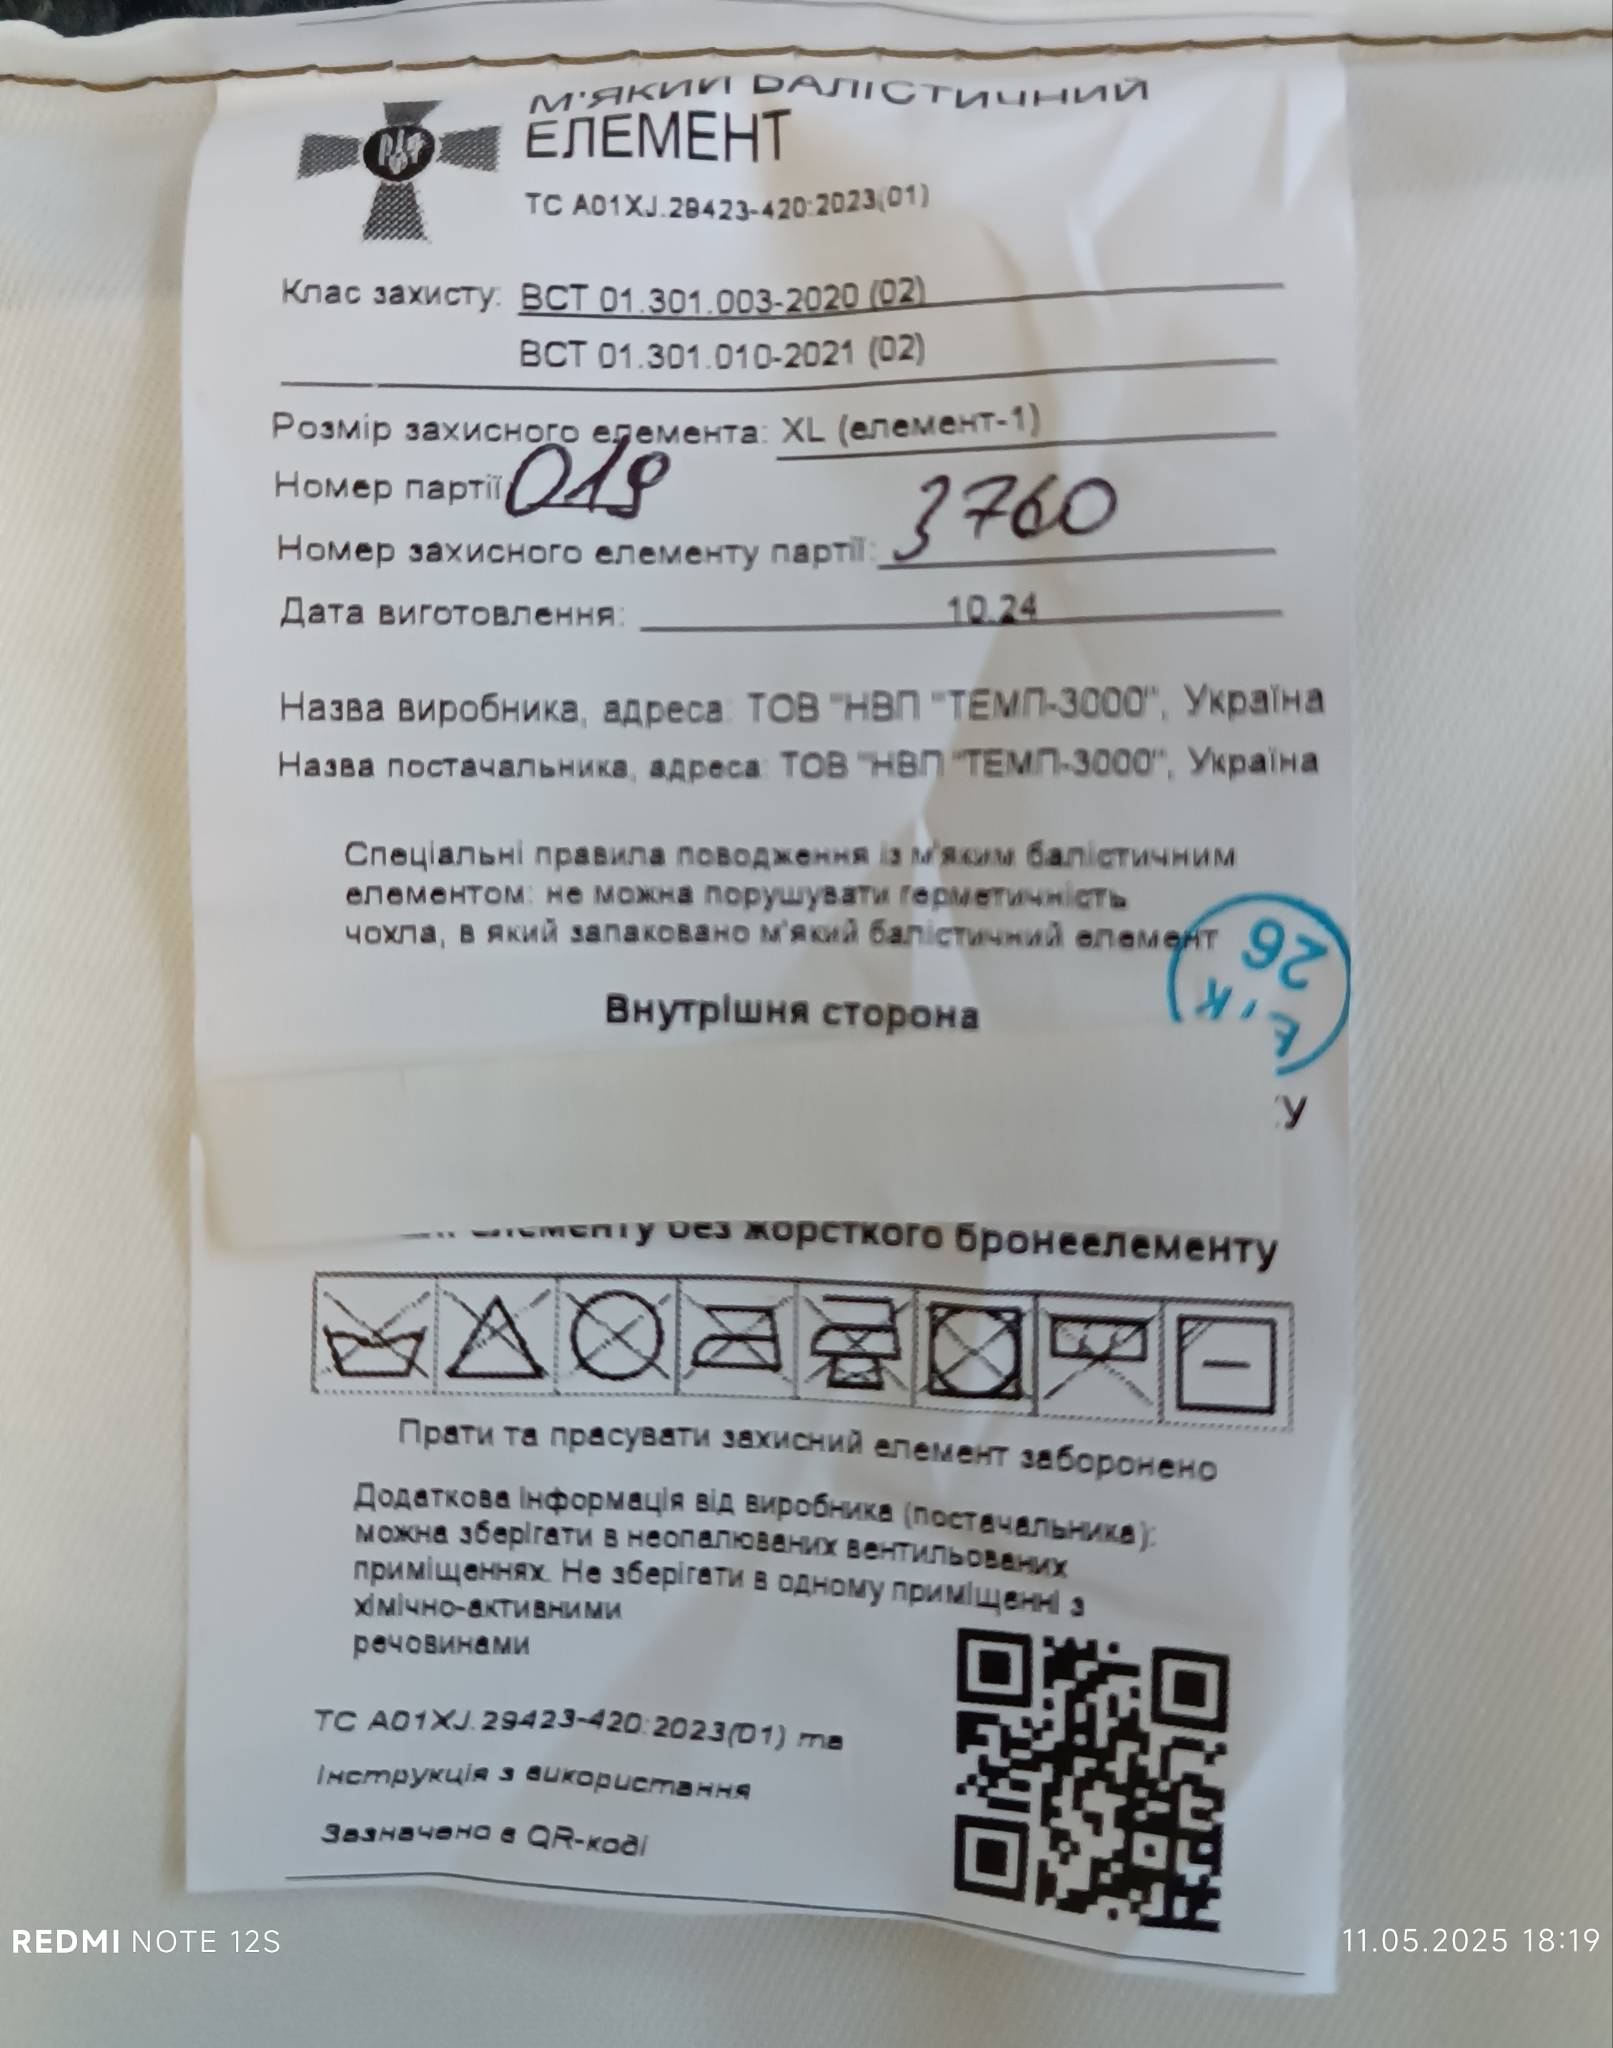 М'ЯКИЙ БАЛІСТИЧНИЙ
ЕЛЕМЕНТ
ТС А01XJ.29423-420:2023(01)
Клас захисту: ВСТ 01.301.003-2020 (02)
ВСТ 01.301.010-2021 (02)
Розмір захисного елемента: XL (елемент-1)
Номер партії 019
Номер захисного елементу партії: 3760
Дата виготовлення: 10.24
Назва виробника, адреса: ТОВ "НВП "ТЕМП-3000", Україна
Назва постачальника, адреса: ТОВ "НВП "ТЕМП-3000", Україна
Спеціальні правила поводження із м'яким балістичним
елементом: не можна порушувати герметичність
чохла, в який запаковано м'який балістичний елемент
26
Внутрішня сторона
елементу без жорсткого бронеелементу
Прати та прасувати захисний елемент заборонено
Додаткова інформація від виробника (постачальника):
можна зберігати в неопалюваних вентильованих
приміщеннях. Не зберігати в одному приміщенні з
хімічно-активними
речовинами
ТС А01XJ.29423-420:2023(01) та
Інструкція з використання
Зазначено в QR-коді
REDMI NOTE 12S
11.05.2025 18:19